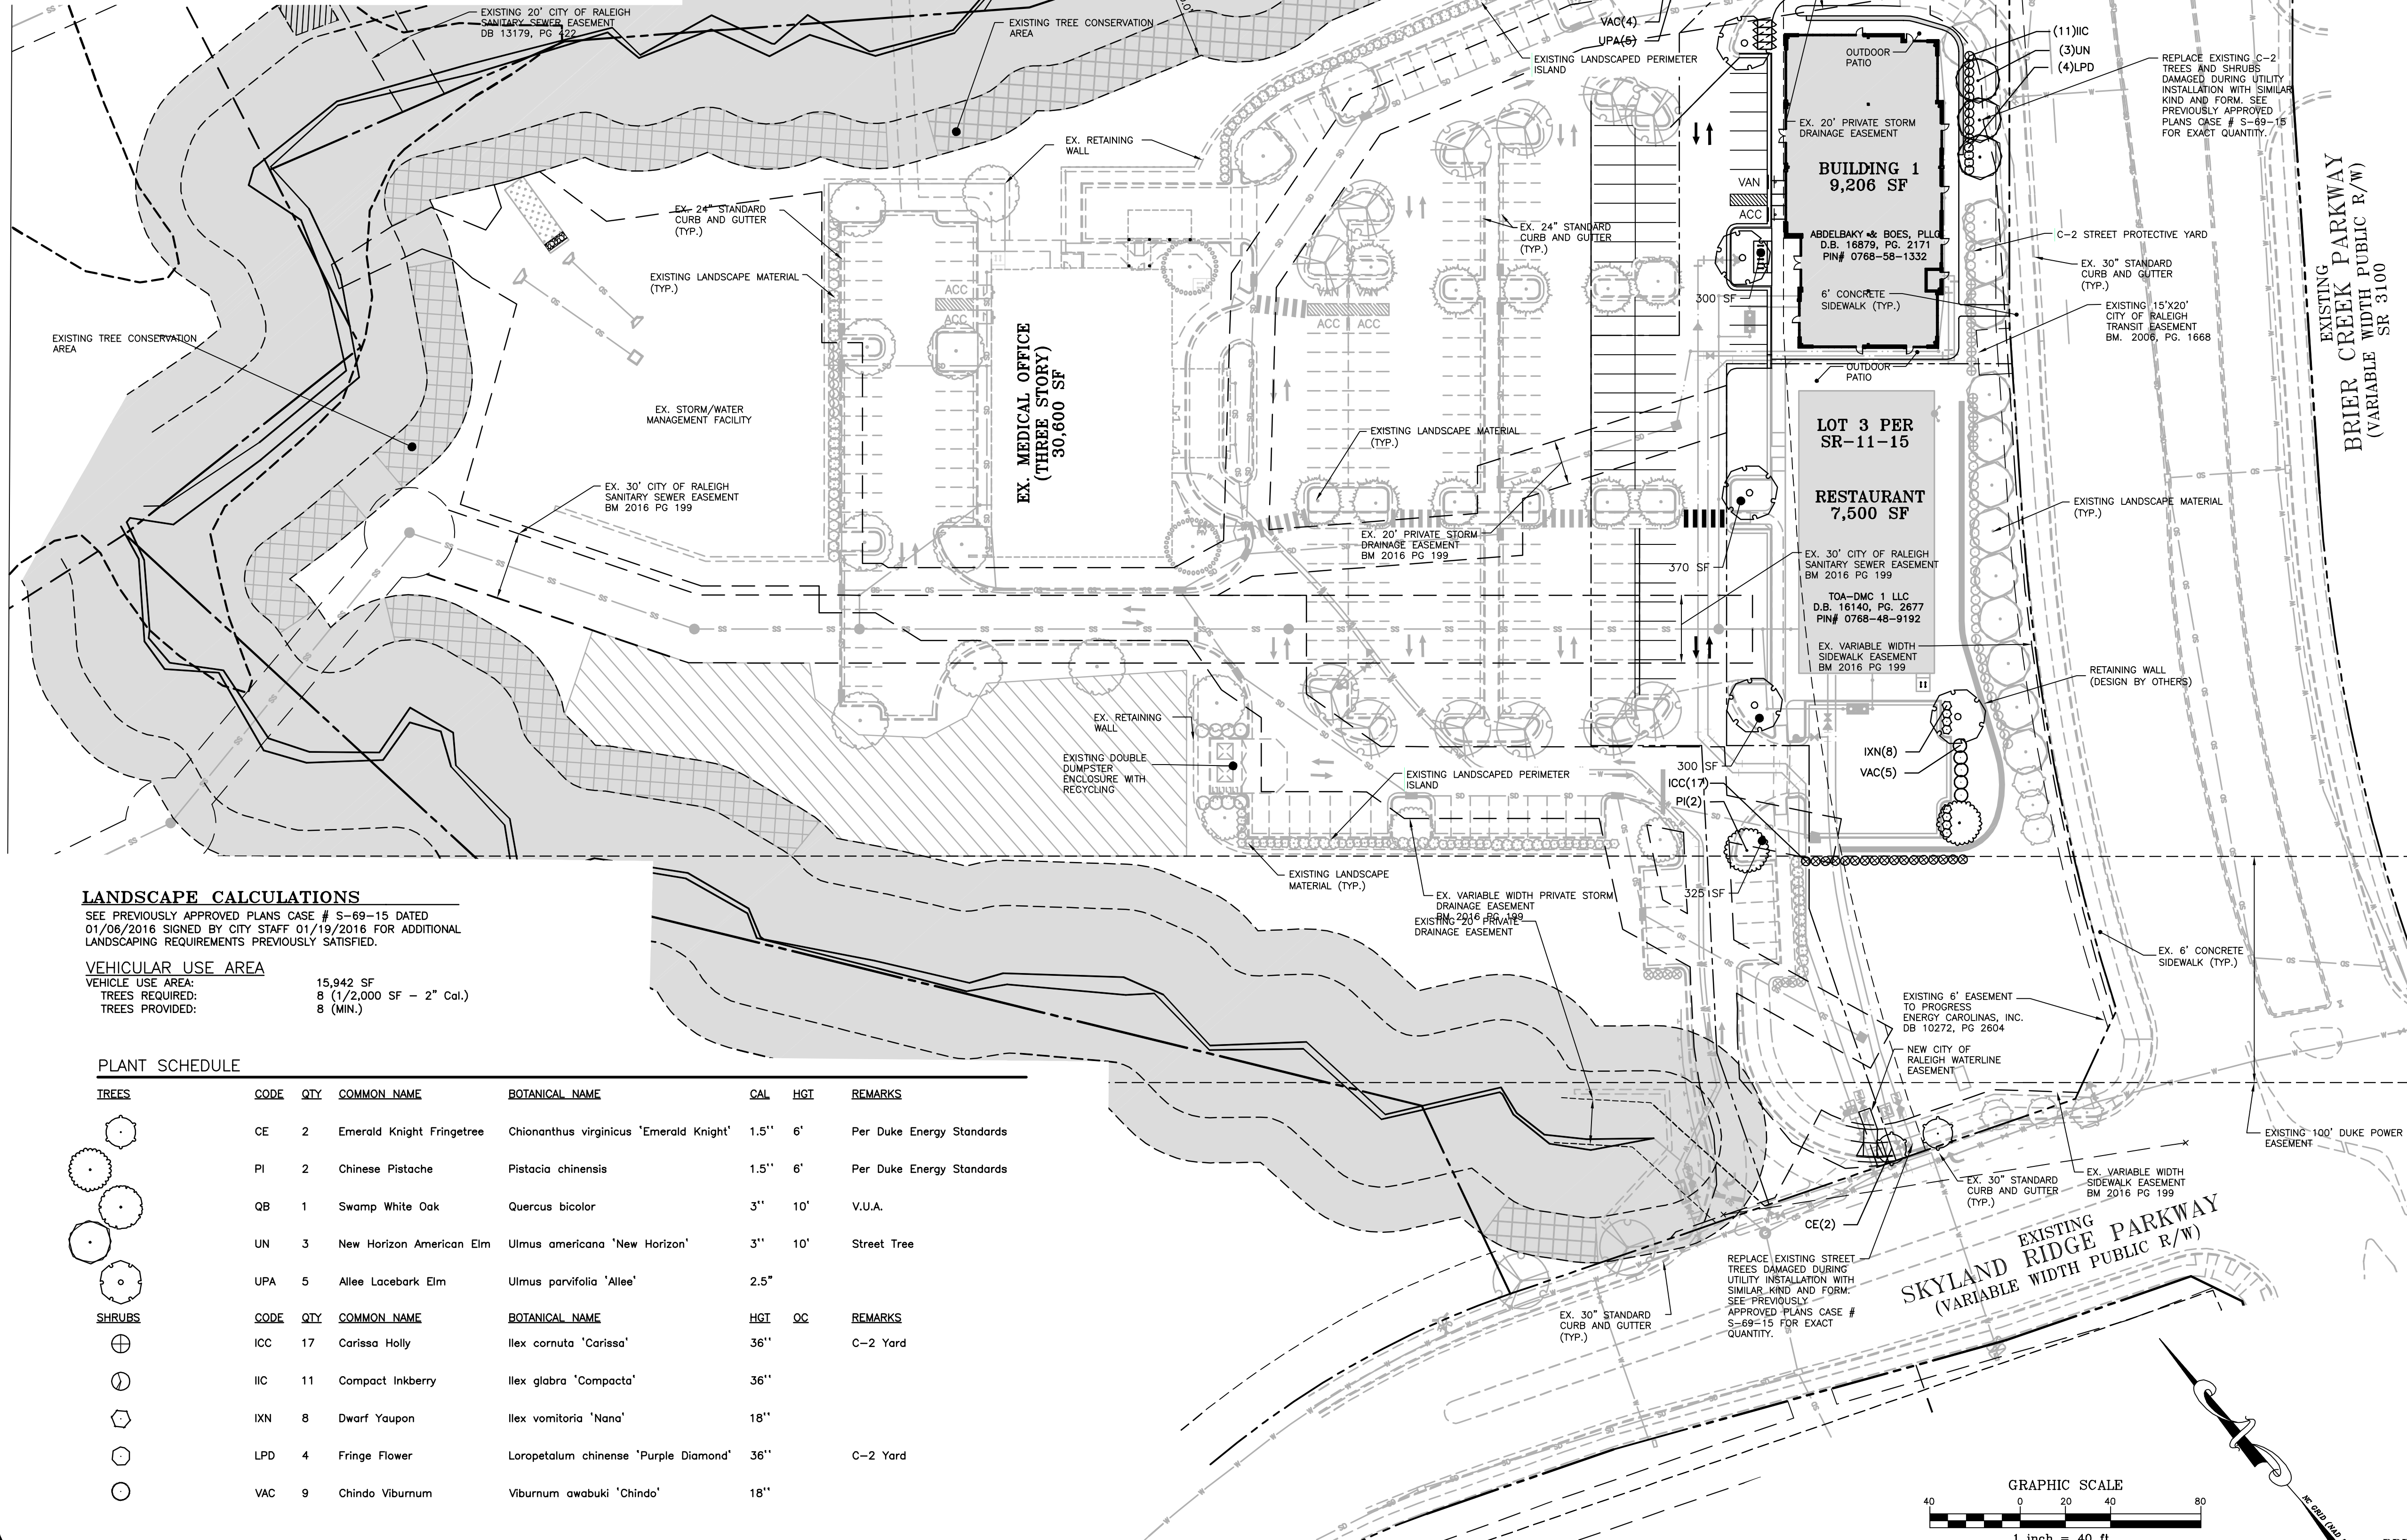 EXISTING 20' CITY OF RALEIGH
SANITARY SEWER EASEMENT
DB 13179, PG 422
EXISTING TREE CONSERVATION
AREA
VAC(4)
UPA(5)
EXISTING LANDSCAPED PERIMETER
ISLAND
OUTDOOR
PATIO
(11)IIC
(3)UN
(4)LPD
REPLACE EXISTING C-2
TREES AND SHRUBS
DAMAGED DURING UTILITY
INSTALLATION WITH SIMILAR
KIND AND FORM. SEE
PREVIOUSLY APPROVED
PLANS CASE # S-69-15
FOR EXACT QUANTITY.
EX. RETAINING
WALL
EX. 20' PRIVATE STORM
DRAINAGE EASEMENT
BUILDING 1
9,206 SF
VAN
ACC
ABDELBAKY & BOES, PLLC
D.B. 16879, PG. 2171
PIN# 0768-58-1332
6' CONCRETE
SIDEWALK (TYP.)
300 SF
OUTDOOR
PATIO
EX. 24" STANDARD
CURB AND GUTTER
(TYP.)
EX. 24" STANDARD
CURB AND GUTTER
(TYP.)
C-2 STREET PROTECTIVE YARD
EX. 30" STANDARD
CURB AND GUTTER
(TYP.)
EXISTING 15'X20'
CITY OF RALEIGH
TRANSIT EASEMENT
BM. 2006, PG. 1668
EXISTING
BRIER CREEK PARKWAY
(VARIABLE WIDTH PUBLIC R/W)
SR 3100
EXISTING LANDSCAPE MATERIAL
(TYP.)
ACC
ACC
VAN VAN
ACC ACC
EXISTING TREE CONSERVATION
AREA
EX. MEDICAL OFFICE
(THREE STORY)
30,600 SF
EX. STORM/WATER
MANAGEMENT FACILITY
EXISTING LANDSCAPE MATERIAL
(TYP.)
LOT 3 PER
SR-11-15
RESTAURANT
7,500 SF
EXISTING LANDSCAPE MATERIAL
(TYP.)
EX. 30' CITY OF RALEIGH
SANITARY SEWER EASEMENT
BM 2016 PG 199
EX. 20' PRIVATE STORM
DRAINAGE EASEMENT
BM 2016 PG 199
370 SF
EX. 30' CITY OF RALEIGH
SANITARY SEWER EASEMENT
BM 2016 PG 199
TOA-DMC 1 LLC
D.B. 16140, PG. 2677
PIN# 0768-48-9192
EX. VARIABLE WIDTH
SIDEWALK EASEMENT
BM 2016 PG 199
RETAINING WALL
(DESIGN BY OTHERS)
EX. RETAINING
WALL
EXISTING DOUBLE
DUMPSTER
ENCLOSURE WITH
RECYCLING
EXISTING LANDSCAPED PERIMETER
ISLAND
300 SF
ICC(17)
PI(2)
IXN(8)
VAC(5)
EXISTING LANDSCAPE
MATERIAL (TYP.)
325 SF
EX. VARIABLE WIDTH PRIVATE STORM
DRAINAGE EASEMENT
BM 2016 PG 199
EXISTING 20' PRIVATE
DRAINAGE EASEMENT
EX. 6' CONCRETE
SIDEWALK (TYP.)
EXISTING 6' EASEMENT
TO PROGRESS
ENERGY CAROLINAS, INC.
DB 10272, PG 2604
NEW CITY OF
RALEIGH WATERLINE
EASEMENT
EXISTING 100' DUKE POWER
EASEMENT
EX. VARIABLE WIDTH
SIDEWALK EASEMENT
BM 2016 PG 199
EX. 30" STANDARD
CURB AND GUTTER
(TYP.)
CE(2)
REPLACE EXISTING STREET
TREES DAMAGED DURING
UTILITY INSTALLATION WITH
SIMILAR KIND AND FORM.
SEE PREVIOUSLY
APPROVED PLANS CASE #
S-69-15 FOR EXACT
QUANTITY.
EX. 30" STANDARD
CURB AND GUTTER
(TYP.)
EXISTING
SKYLAND RIDGE PARKWAY
(VARIABLE WIDTH PUBLIC R/W)
LANDSCAPE CALCULATIONS
SEE PREVIOUSLY APPROVED PLANS CASE # S-69-15 DATED
01/06/2016 SIGNED BY CITY STAFF 01/19/2016 FOR ADDITIONAL
LANDSCAPING REQUIREMENTS PREVIOUSLY SATISFIED.
VEHICULAR USE AREA
VEHICLE USE AREA: 15,942 SF
TREES REQUIRED: 8 (1/2,000 SF - 2" Cal.)
TREES PROVIDED: 8 (MIN.)
PLANT SCHEDULE
TREES CODE QTY COMMON NAME BOTANICAL NAME CAL HGT REMARKS
CE 2 Emerald Knight Fringetree Chionanthus virginicus 'Emerald Knight' 1.5'' 6' Per Duke Energy Standards
PI 2 Chinese Pistache Pistacia chinensis 1.5'' 6' Per Duke Energy Standards
QB 1 Swamp White Oak Quercus bicolor 3'' 10' V.U.A.
UN 3 New Horizon American Elm Ulmus americana 'New Horizon' 3'' 10' Street Tree
UPA 5 Allee Lacebark Elm Ulmus parvifolia 'Allee' 2.5"
SHRUBS CODE QTY COMMON NAME BOTANICAL NAME HGT OC REMARKS
ICC 17 Carissa Holly Ilex cornuta 'Carissa' 36'' C-2 Yard
IIC 11 Compact Inkberry Ilex glabra 'Compacta' 36''
IXN 8 Dwarf Yaupon Ilex vomitoria 'Nana' 18''
LPD 4 Fringe Flower Loropetalum chinense 'Purple Diamond' 36'' C-2 Yard
VAC 9 Chindo Viburnum Viburnum awabuki 'Chindo' 18''
GRAPHIC SCALE
40 0 20 40 80
1 inch = 40 ft.